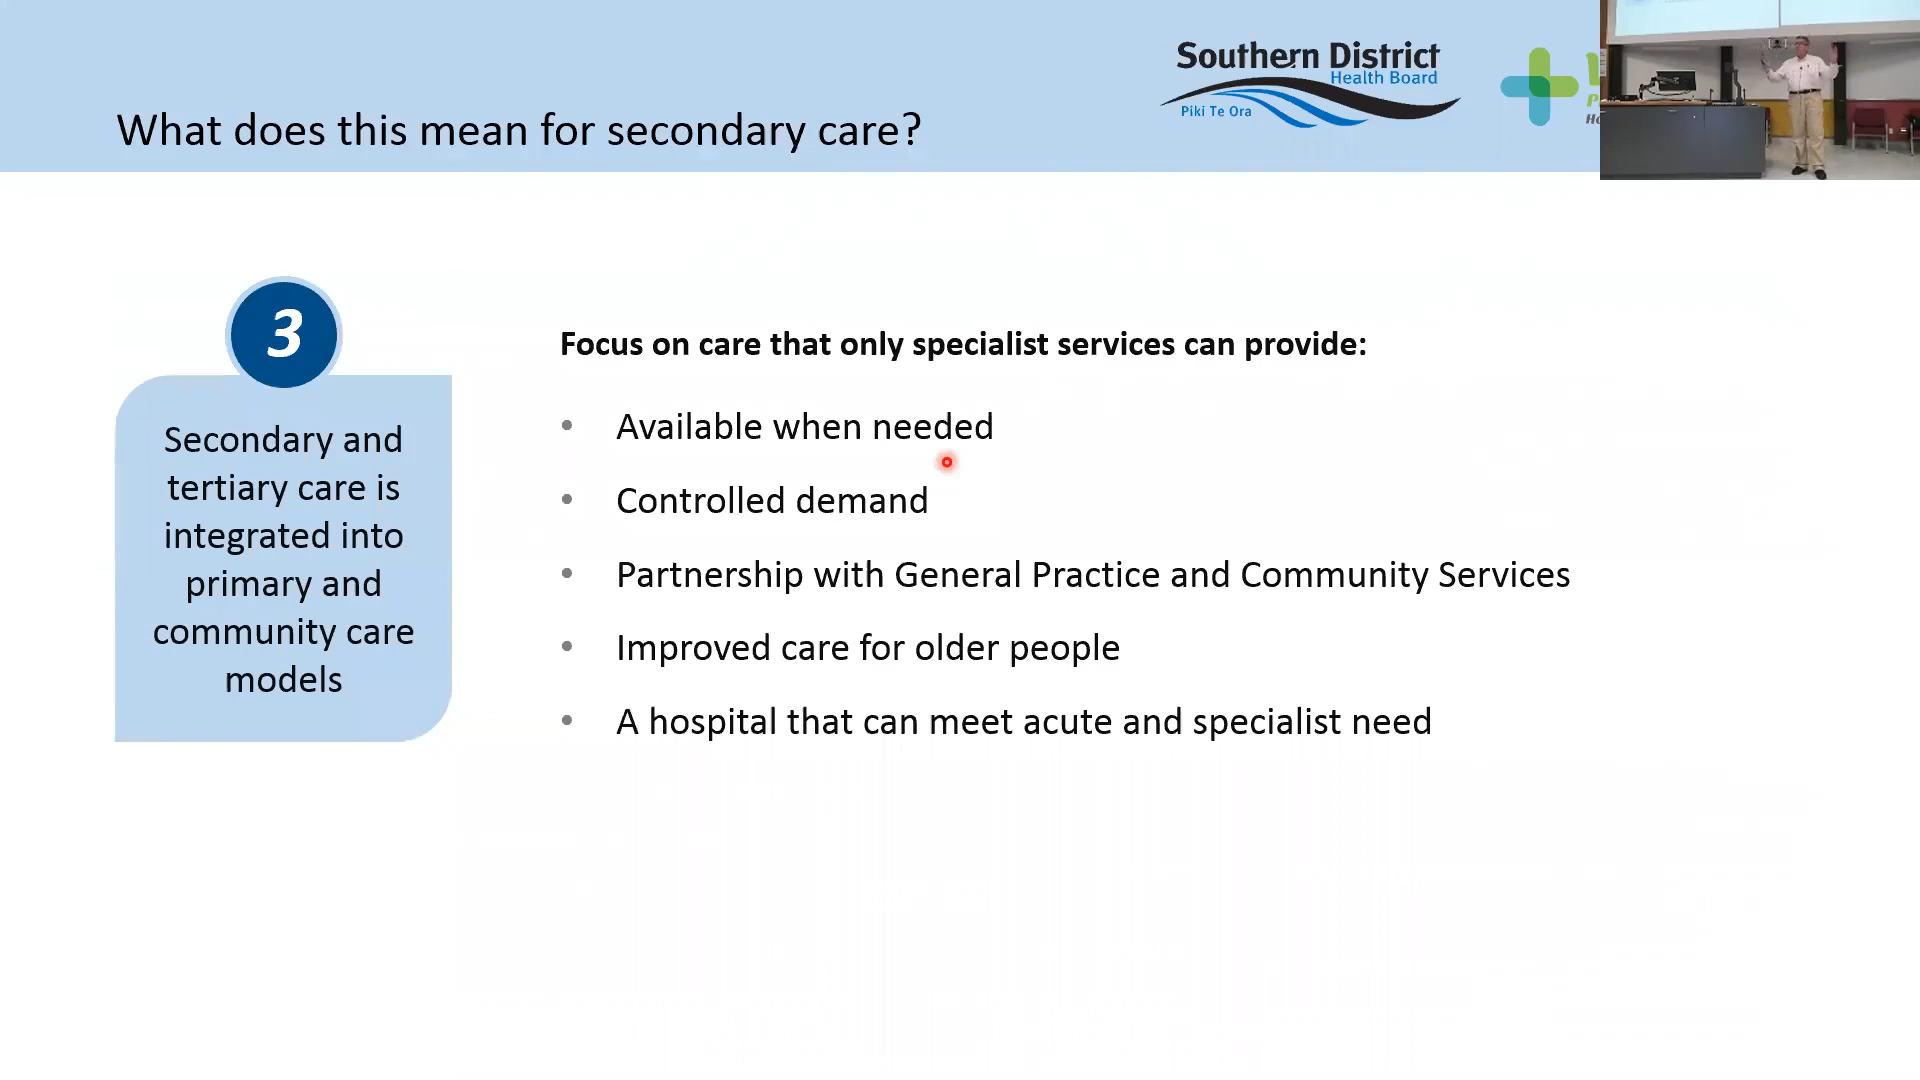 What does this mean for secondary care?
Southern District
Health Board
Piki Te Ora
3
Secondary and
tertiary care is
integrated into
primary and
community care
models
Focus on care that only specialist services can provide:
• Available when needed
• Controlled demand
• Partnership with General Practice and Community Services
• Improved care for older people
• A hospital that can meet acute and specialist need